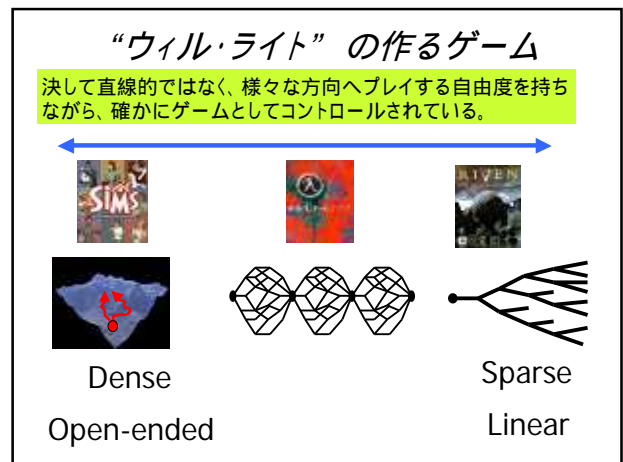 “ウィル・ライト” の作るゲーム
決して直線的ではなく、様々な方向へプレイする自由度を持ち
ながら、確かにゲームとしてコントロールされている。
SIMS
RIVEN
Dense
Sparse
Open-ended
Linear